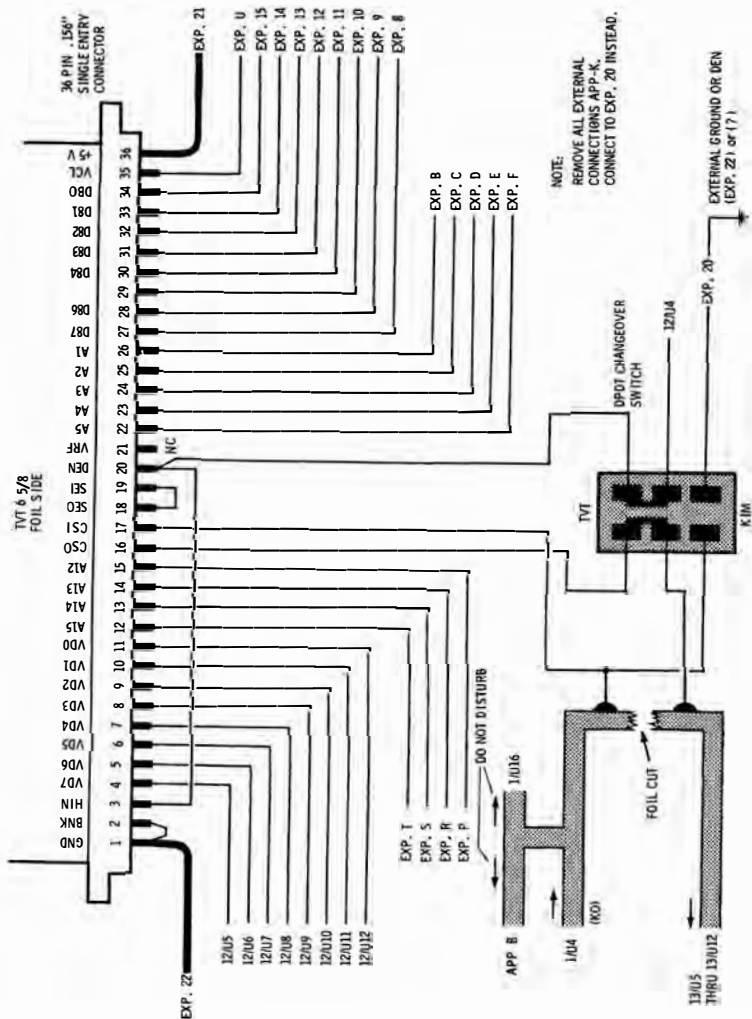 TVT 6 5/8
FOIL SIDE
36 PIN .156"
SINGLE ENTRY
CONNECTOR
GND
BNK
HIN
VD7
VD6
VD5
VD4
VD3
VD2
VD1
VD0
A15
A14
A13
A12
CSO
CSI
SEO
SEI
DEN
VRF
A5
A4
A3
A2
A1
DB7
DB6
DB4
DB3
DB2
DB1
DB0
VCL
+5 V
1
2
3
4
5
6
7
8
9
10
11
12
13
14
15
16
17
18
19
20
21
22
23
24
25
26
27
28
29
30
31
32
33
34
35
36
NC
EXP. 22
12/U5
12/U6
12/U7
12/U8
12/U9
12/U10
12/U11
12/U12
EXP. T
EXP. S
EXP. R
EXP. P
EXP. B
EXP. C
EXP. D
EXP. E
EXP. F
EXP. 21
EXP. U
EXP. 15
EXP. 14
EXP. 13
EXP. 12
EXP. 11
EXP. 10
EXP. 9
EXP. 8
DO NOT DISTURB
APP B
1/U16
1/U4
(KO)
FOIL CUT
13/U5
THRU 13/U12
TVT
KIM
DPDT CHANGEOVER
SWITCH
12/U4
EXP. 20
EXTERNAL GROUND OR DEN
(EXP. 22) or (?)
NOTE:
REMOVE ALL EXTERNAL
CONNECTIONS APP-K.
CONNECT TO EXP. 20 INSTEAD.